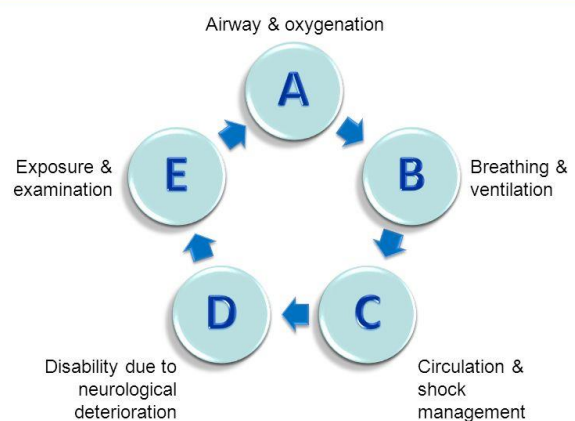 Airway & oxygenation
A
B
Breathing &
ventilation
C
Circulation &
shock
management
D
Disability due to
neurological
deterioration
E
Exposure &
examination